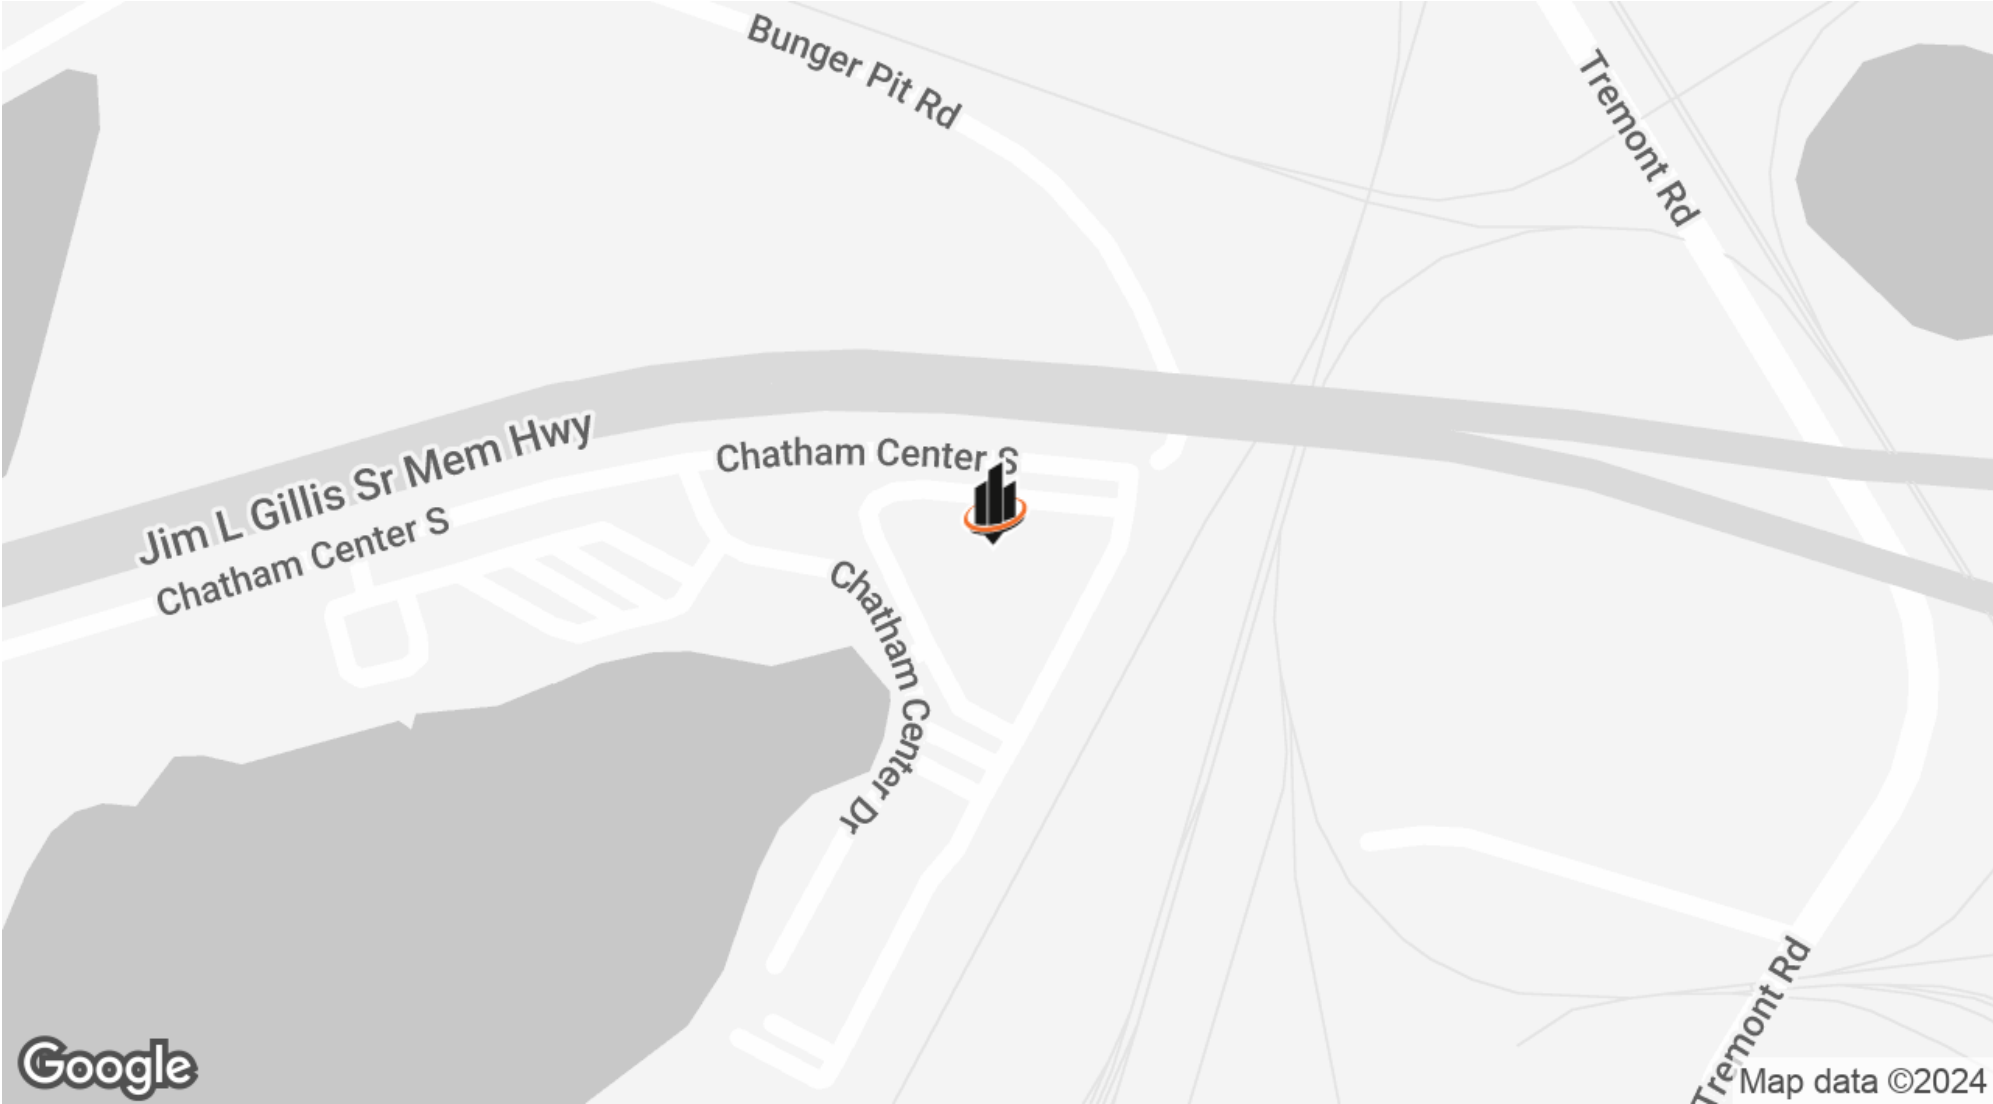 Bunger Pit Rd
Tremont Rd
Jim L Gillis Sr Mem Hwy
Chatham Center S
Chatham Center S
Chatham Center Dr
Tremont Rd
Google
Map data ©2024